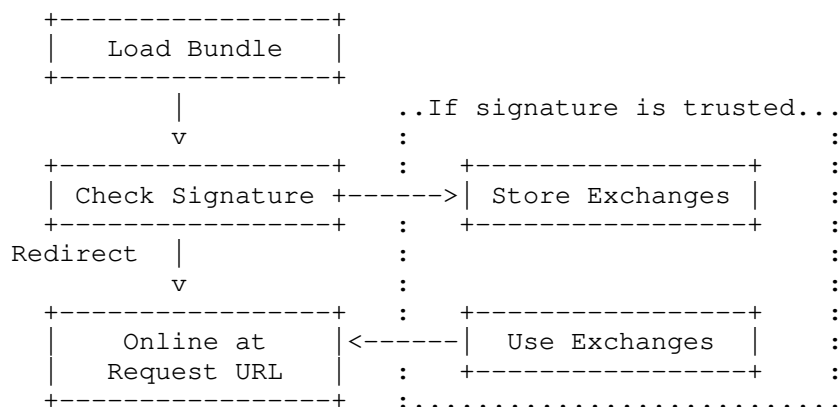 Load Bundle
..If signature is trusted...
v
Check Signature
Store Exchanges
Redirect
v
Online at
Request URL
Use Exchanges